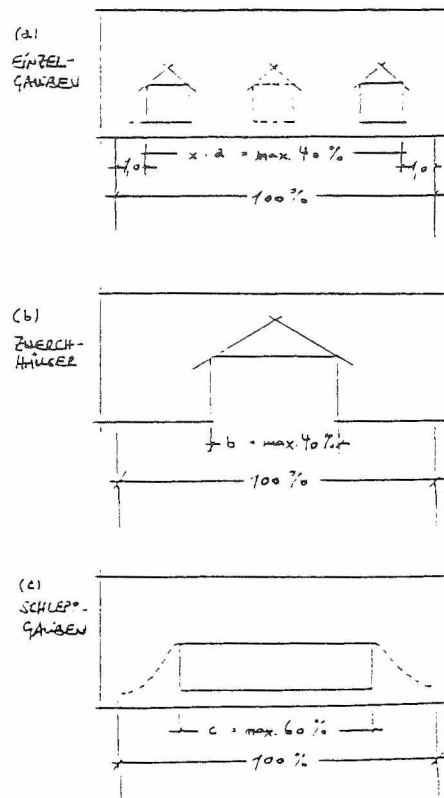 (a)
EINZEL-
GAUBEN
x · a = max. 40 %
1,0
1,0
100 %
(b)
ZWERCH-
HÄUSER
b = max. 40 %
100 %
(c)
SCHLEPP-
GAUBEN
c = max. 60 %
100 %